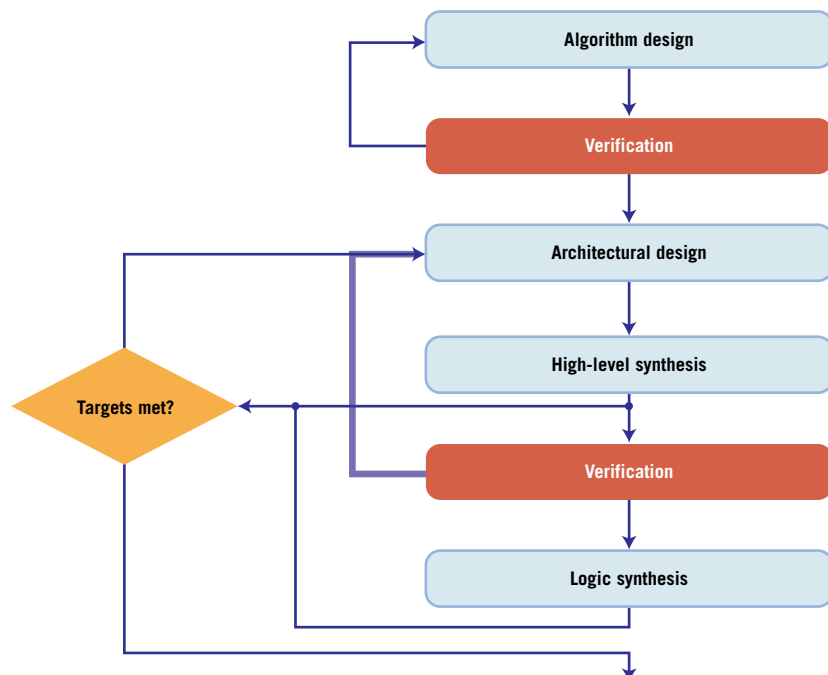 Algorithm design
Verification
Architectural design
High-level synthesis
Targets met?
Verification
Logic synthesis